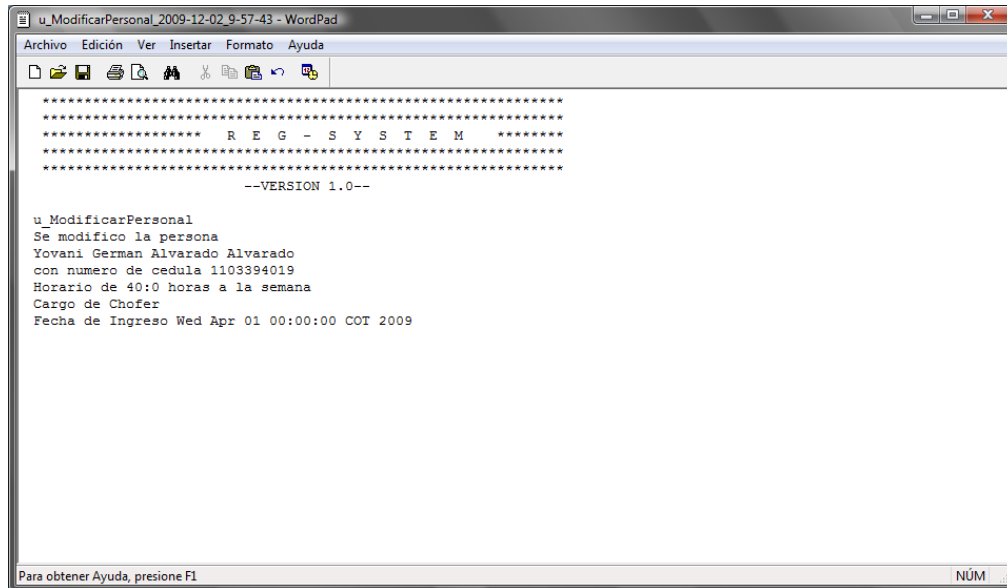 u_ModificarPersonal_2009-12-02_9-57-43 - WordPad
Archivo Edición Ver Insertar Formato Ayuda
**************************************************************
**************************************************************
******************* R E G - S Y S T E M ********
**************************************************************
**************************************************************
--VERSION 1.0--
u_ModificarPersonal
Se modifico la persona
Yovani German Alvarado Alvarado
con numero de cedula 1103394019
Horario de 40:0 horas a la semana
Cargo de Chofer
Fecha de Ingreso Wed Apr 01 00:00:00 COT 2009
Para obtener Ayuda, presione F1
NÚM